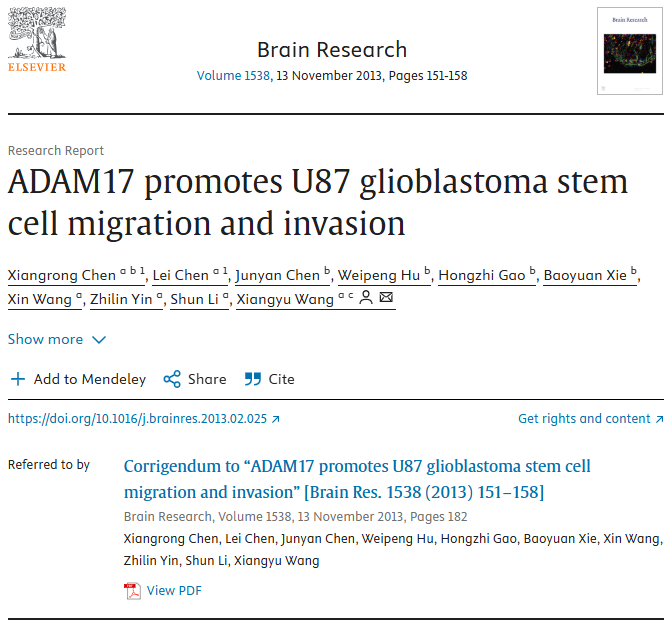 ELSEVIER
Brain Research
Volume 1538, 13 November 2013, Pages 151-158
Brain Research
Research Report
ADAM17 promotes U87 glioblastoma stem
cell migration and invasion
Xiangrong Chen a b 1, Lei Chen a 1, Junyan Chen b, Weipeng Hu b, Hongzhi Gao b, Baoyuan Xie b,
Xin Wang a, Zhilin Yin a, Shun Li a, Xiangyu Wang a c
Show more
Add to Mendeley Share Cite
https://doi.org/10.1016/j.brainres.2013.02.025 Get rights and content
Referred to by
Corrigendum to “ADAM17 promotes U87 glioblastoma stem cell
migration and invasion” [Brain Res. 1538 (2013) 151–158]
Brain Research, Volume 1538, 13 November 2013, Pages 182
Xiangrong Chen, Lei Chen, Junyan Chen, Weipeng Hu, Hongzhi Gao, Baoyuan Xie, Xin Wang,
Zhilin Yin, Shun Li, Xiangyu Wang
PDF View PDF